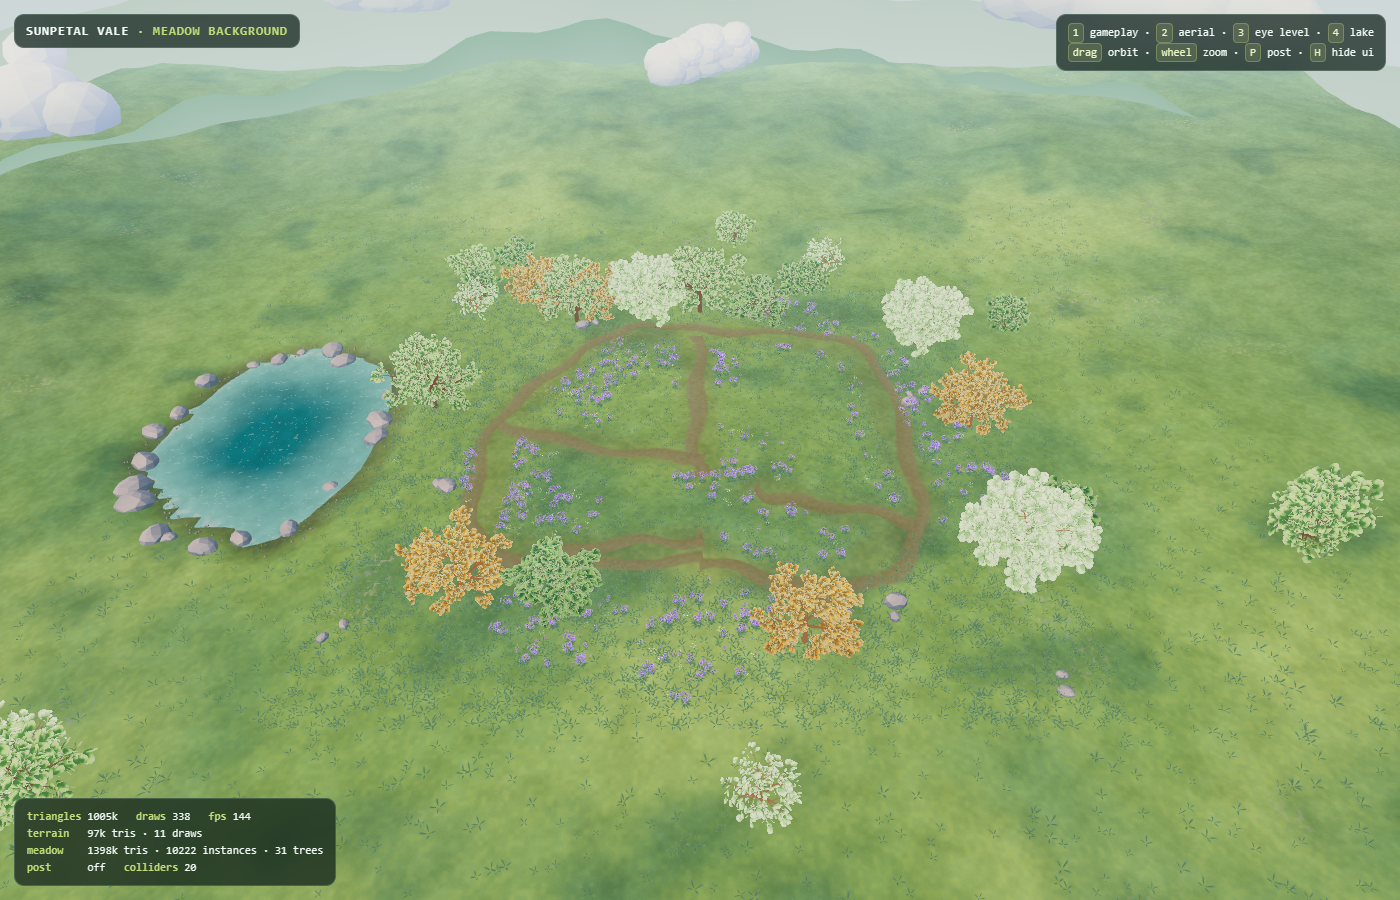 SUNPETAL VALE · MEADOW BACKGROUND
1 gameplay · 2 aerial · 3 eye level · 4 lake
drag orbit · wheel zoom · P post · H hide ui
triangles 1005k draws 338 fps 144
terrain 97k tris · 11 draws
meadow 1398k tris · 10222 instances · 31 trees
post off colliders 20